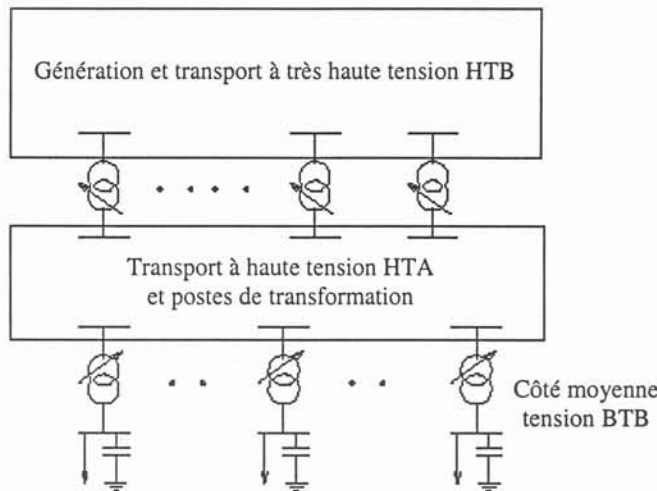 Génération et transport à très haute tension HTB
Transport à haute tension HTA
et postes de transformation
Côté moyenne
tension BTB